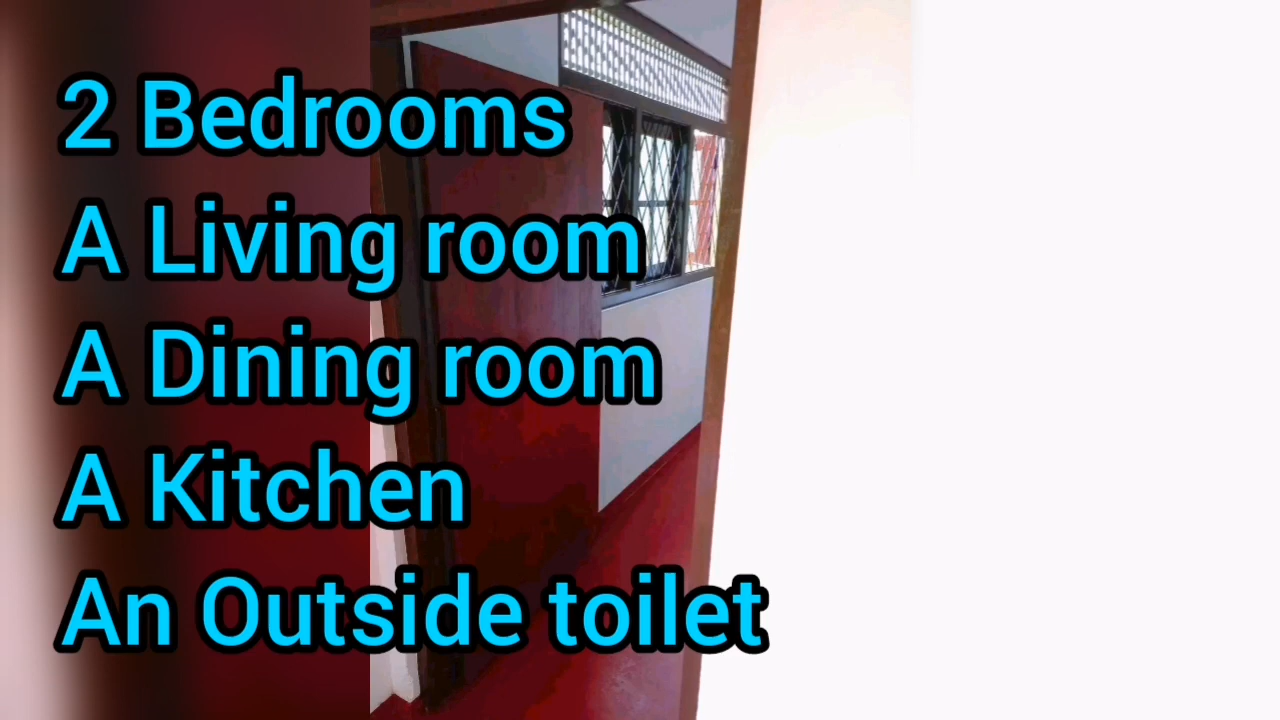 2 Bedrooms
A Living room
A Dining room
A Kitchen
An Outside toilet